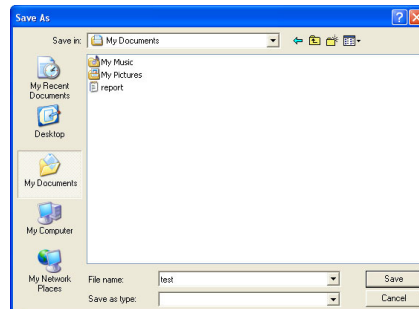 Save As
Save in: My Documents
My Music
My Pictures
report
My Recent
Documents
Desktop
My Documents
My Computer
My Network
Places
File name: test Save
Save as type: Cancel